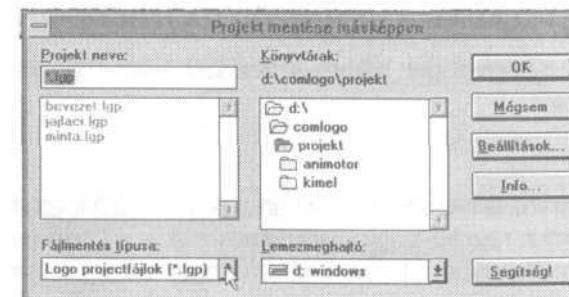 Projekt mentése másképpen
Projekt neve:
*.lgp
bevezet.lgp
jajlaci.lgp
minta.lgp
Fájlmentés típusa:
Logo projectfájlok (*.lgp)
Könyvtárak:
d:\comlogo\projekt
d:\
comlogo
projekt
animotor
kimel
Lemezmeghajtó:
d: windows
OK
Mégsem
Beállítások...
Info...
Segítség!